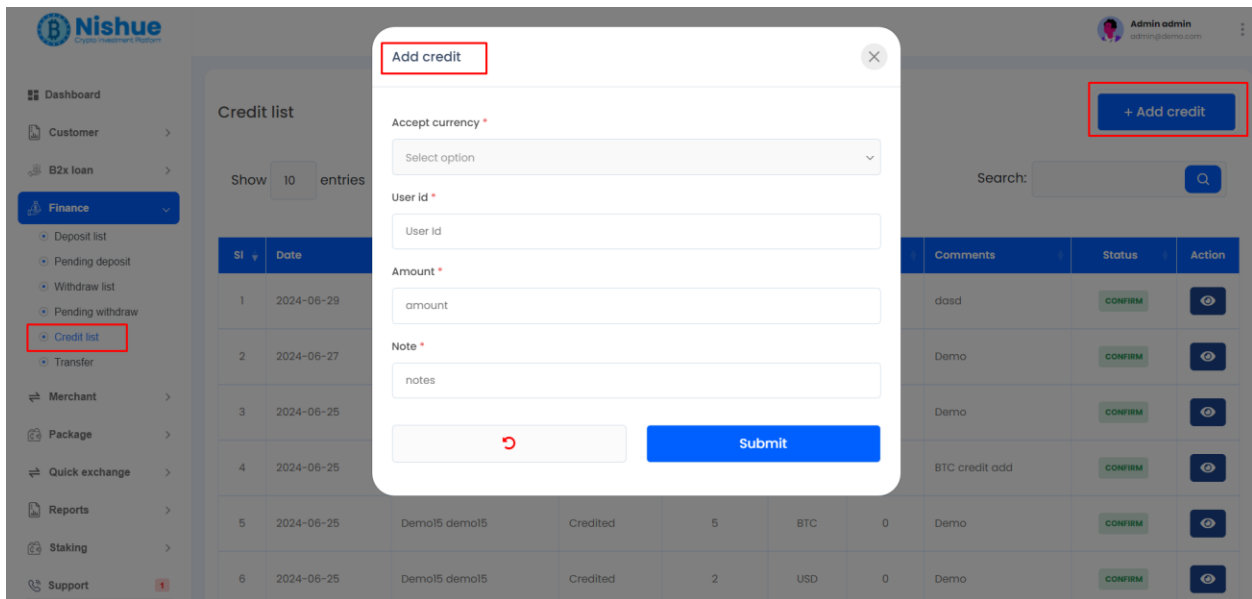 Nishue
Crypto Investment Platform
Admin admin
admin@demo.com
Dashboard
Customer
B2x loan
Finance
Deposit list
Pending deposit
Withdraw list
Pending withdraw
Credit list
Transfer
Merchant
Package
Quick exchange
Reports
Staking
Support 1
Credit list
+ Add credit
Show 10 entries
Search:
Sl Date Comments Status Action
1 2024-06-29 dasd CONFIRM
2 2024-06-27 Demo CONFIRM
3 2024-06-25 Demo CONFIRM
4 2024-06-25 BTC credit add CONFIRM
5 2024-06-25 Demo15 demo15 Credited 5 BTC 0 Demo CONFIRM
6 2024-06-25 Demo15 demo15 Credited 2 USD 0 Demo CONFIRM
Add credit
Accept currency *
Select option
User id *
User Id
Amount *
amount
Note *
notes
Submit